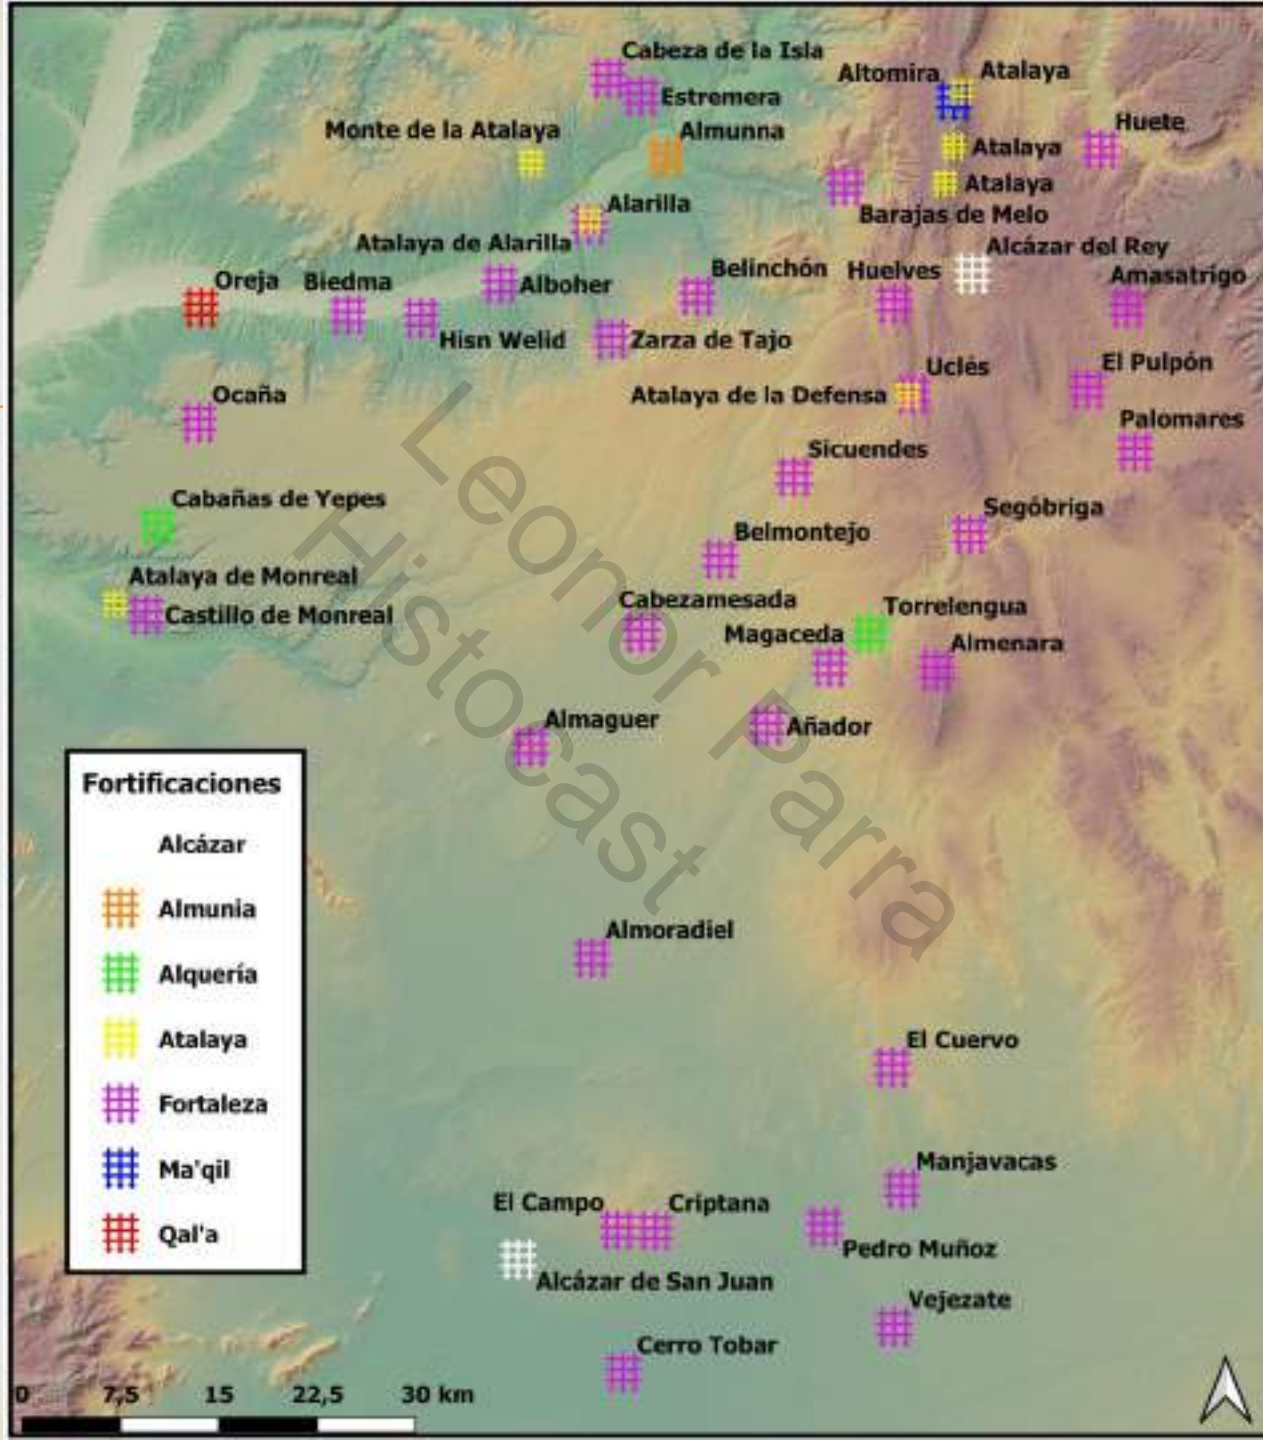 Cabeza de la Isla
Altomira
Atalaya
Estremera
Monte de la Atalaya
Almunna
Huete
Atalaya
Atalaya
Alarilla
Barajas de Melo
Atalaya de Alarilla
Alcázar del Rey
Oreja
Biedma
Alboher
Belinchón
Huelves
Amasatrigo
Hisn Welid
Zarza de Tajo
Uclés
El Pulpón
Ocaña
Atalaya de la Defensa
Palomares
Sicuendes
Cabañas de Yepes
Segóbriga
Belmontejo
Atalaya de Monreal
Castillo de Monreal
Cabezamesada
Torrelengua
Magaceda
Almenara
Almaguer
Añador
Leonor Parra
Histocast
Fortificaciones
Alcázar
Almunia
Alquería
Atalaya
Fortaleza
Ma'qil
Qal'a
Almoradiel
El Cuervo
Manjavacas
El Campo
Criptana
Pedro Muñoz
Alcázar de San Juan
Vejezate
Cerro Tobar
0 7,5 15 22,5 30 km